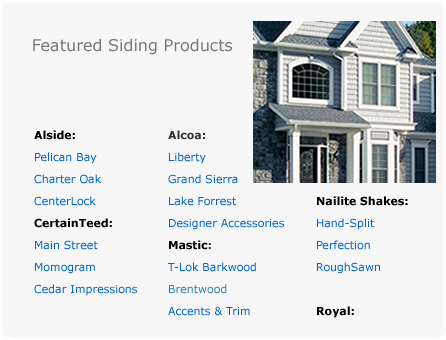 Featured Siding Products
Alside:
Pelican Bay
Charter Oak
CenterLock
CertainTeed:
Main Street
Momogram
Cedar Impressions
Alcoa:
Liberty
Grand Sierra
Lake Forrest
Designer Accessories
Mastic:
T-Lok Barkwood
Brentwood
Accents & Trim
Nailite Shakes:
Hand-Split
Perfection
RoughSawn
Royal: